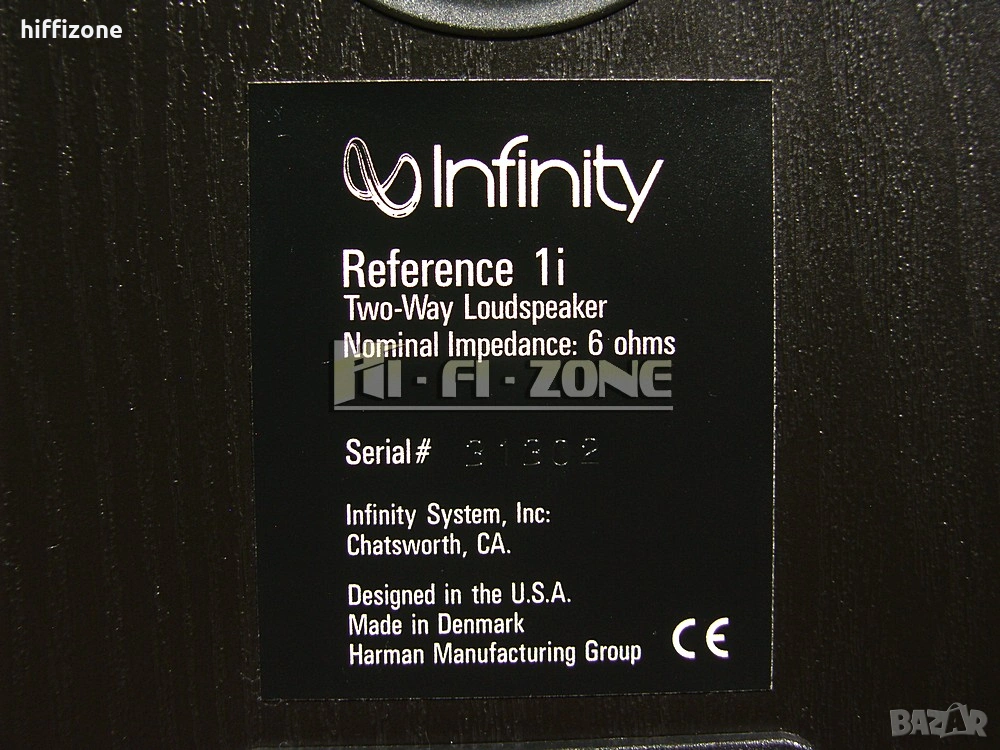 hiffizone
Infinity
Reference 1i
Two-Way Loudspeaker
Nominal Impedance: 6 ohms
HI-FI-ZONE
Serial# 31302
Infinity System, Inc:
Chatsworth, CA.
Designed in the U.S.A.
Made in Denmark
Harman Manufacturing Group
CE
BAZAR